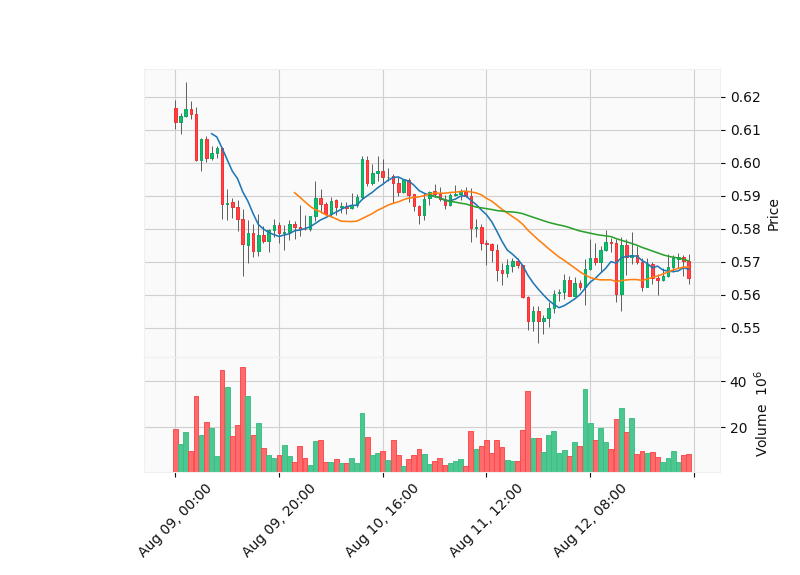 0.62
0.61
0.60
0.59
0.58
0.57
0.56
0.55
Price
40
20
Volume 10⁶
Aug 09, 00:00
Aug 09, 20:00
Aug 10, 16:00
Aug 11, 12:00
Aug 12, 08:00